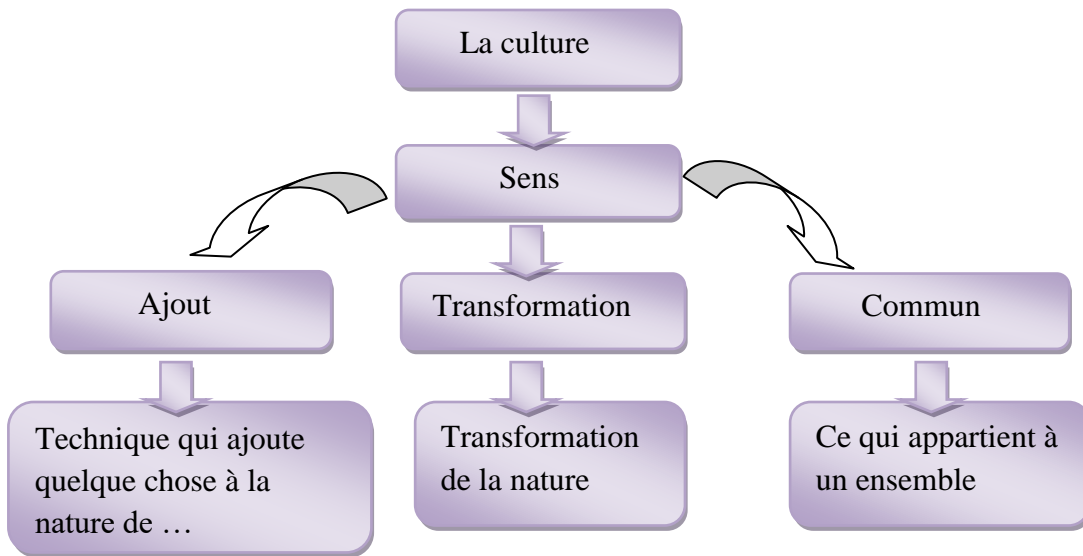 La culture
Sens
Ajout
Transformation
Commun
Technique qui ajoute
quelque chose à la
nature de …
Transformation
de la nature
Ce qui appartient à
un ensemble